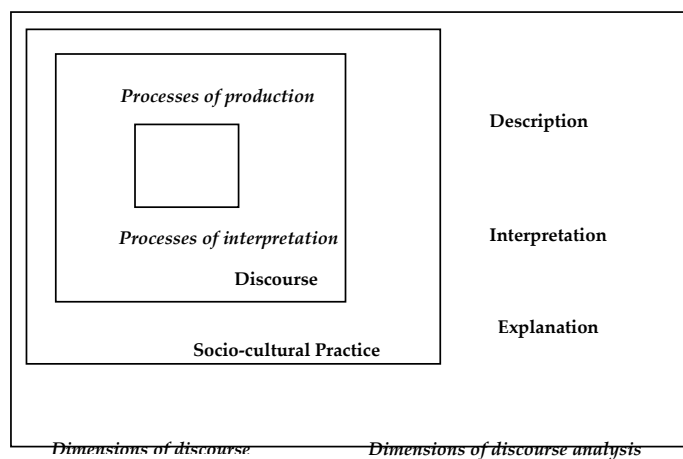 Processes of production
Description
Processes of interpretation
Interpretation
Discourse
Explanation
Socio-cultural Practice
Dimensions of discourse
Dimensions of discourse analysis